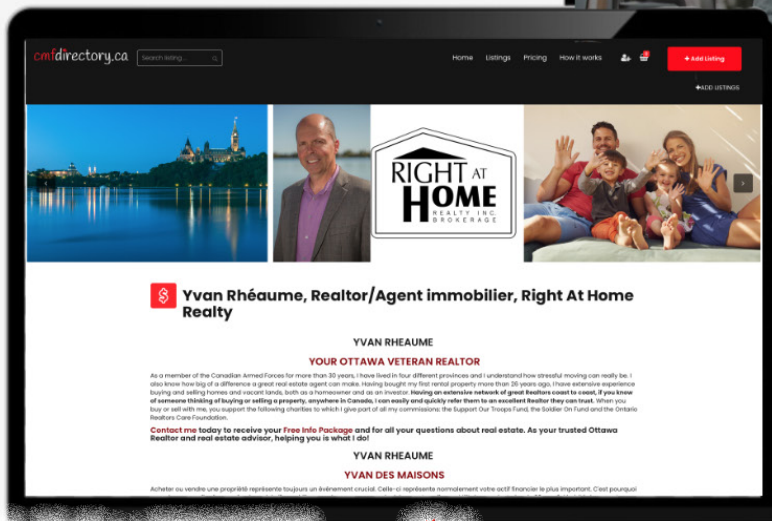 cmfdirectory.ca
Search listing...
Home Listings Pricing How it works
+ Add Listing
+ADD LISTINGS
RIGHT AT
HOME
REALTY INC.
BROKERAGE
Yvan Rhéaume, Realtor/Agent immobilier, Right At Home
Realty
YVAN RHEAUME
YOUR OTTAWA VETERAN REALTOR
As a member of the Canadian Armed Forces for more than 30 years, I have lived in four different provinces and I understand how stressful moving can really be. I
also know how big of a difference a great real estate agent can make. Having bought my first rental property more than 26 years ago, I have extensive experience
buying and selling homes and vacant lands, both as a homeowner and as an investor. Having an extensive network of great Realtors coast to coast, if you know
of someone thinking of buying or selling a property, anywhere in Canada, I can easily and quickly refer them to an excellent Realtor they can trust. When you
buy or sell with me, you support the following charities to which I give part of all my commissions: the Support Our Troops Fund, the Soldier On Fund and the Ontario
Realtors Care Foundation.
Contact me today to receive your Free Info Package and for all your questions about real estate. As your trusted Ottawa
Realtor and real estate advisor, helping you is what I do!
YVAN RHEAUME
YVAN DES MAISONS
Acheter ou vendre une propriété représente toujours un événement crucial. Celle-ci représente normalement votre actif financier le plus important. C'est pourquoi